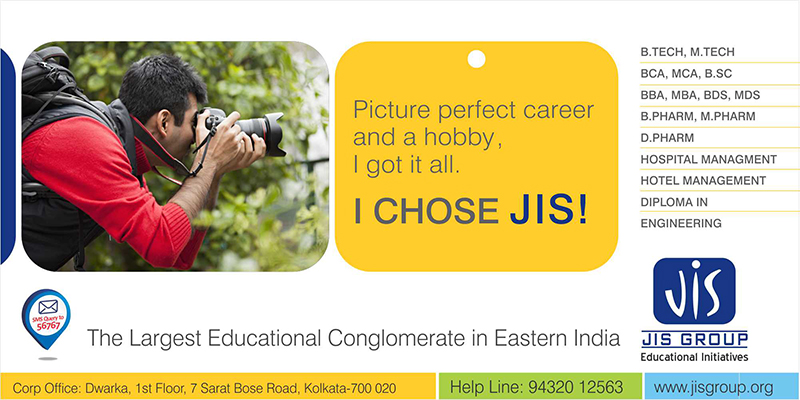 Picture perfect career
and a hobby,
I got it all.
I CHOSE JIS!
B.TECH, M.TECH
BCA, MCA, B.SC
BBA, MBA, BDS, MDS
B.PHARM, M.PHARM
D.PHARM
HOSPITAL MANAGMENT
HOTEL MANAGEMENT
DIPLOMA IN
ENGINEERING
SMS Query to
56767
The Largest Educational Conglomerate in Eastern India
JIS
JIS GROUP
Educational Initiatives
Corp Office: Dwarka, 1st Floor, 7 Sarat Bose Road, Kolkata-700 020
Help Line: 94320 12563
www.jisgroup.org